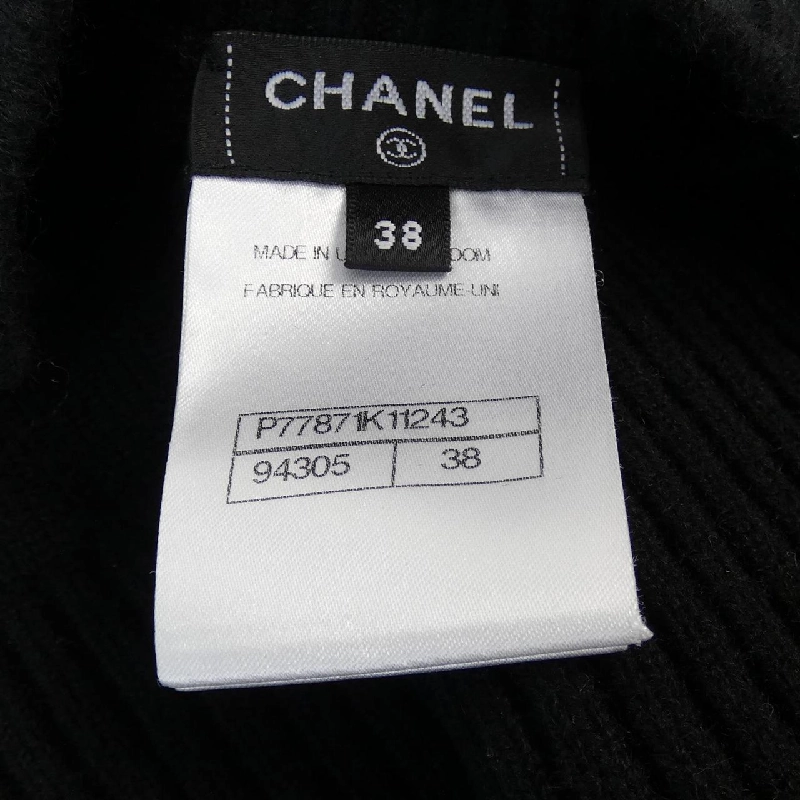 CHANEL
38
MADE IN
FABRIQUE EN ROYAUME-UNI
P77871K11243
94305 38